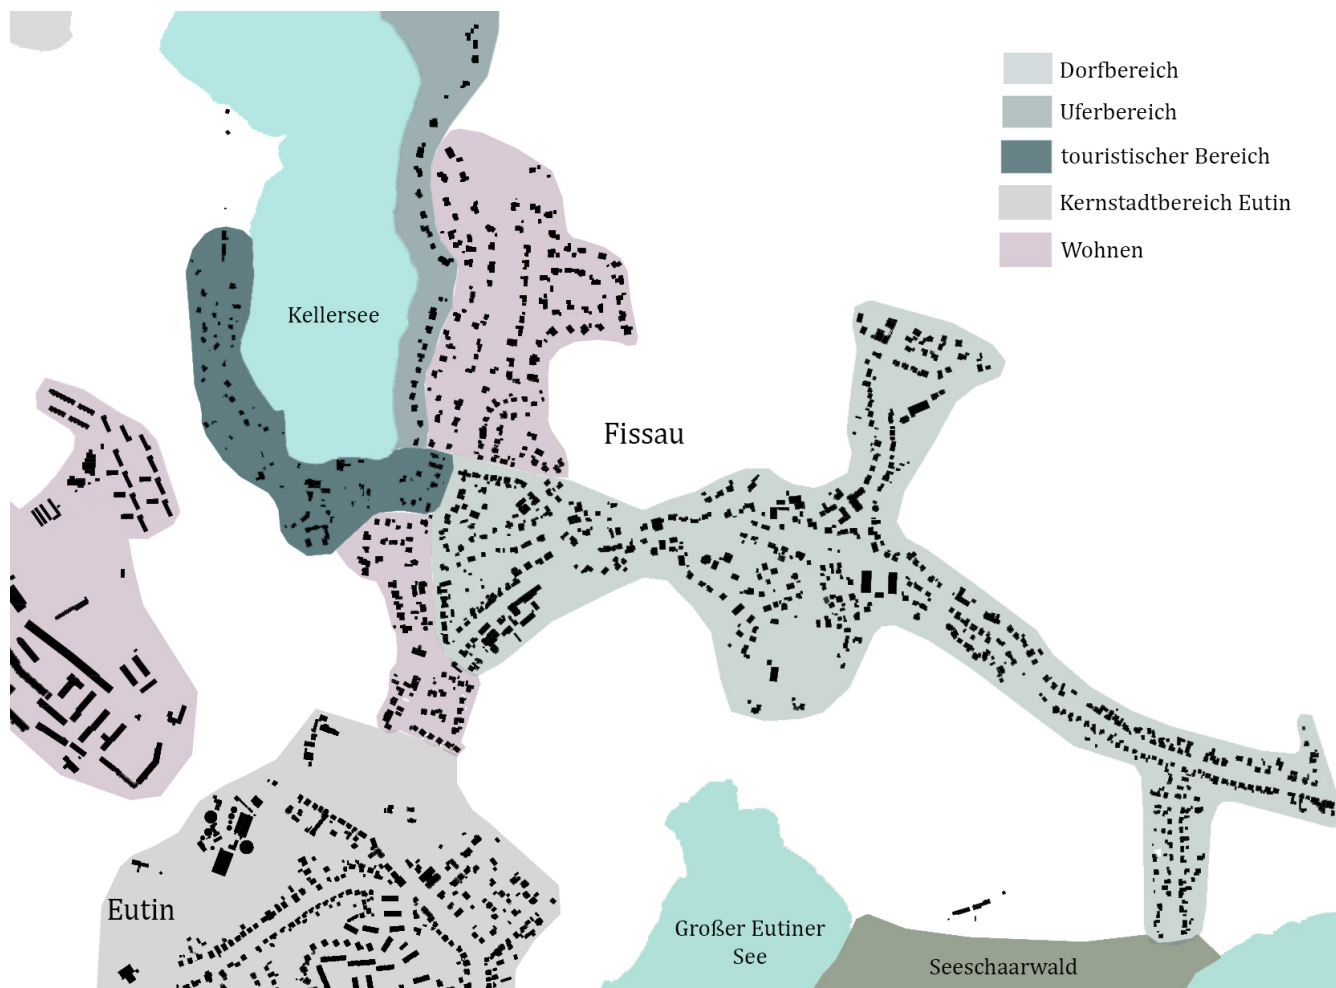 Dorfbereich
Uferbereich
touristischer Bereich
Kernstadtbereich Eutin
Wohnen
Kellersee
Fissau
Eutin
Großer Eutiner
See
Seeschaarwald